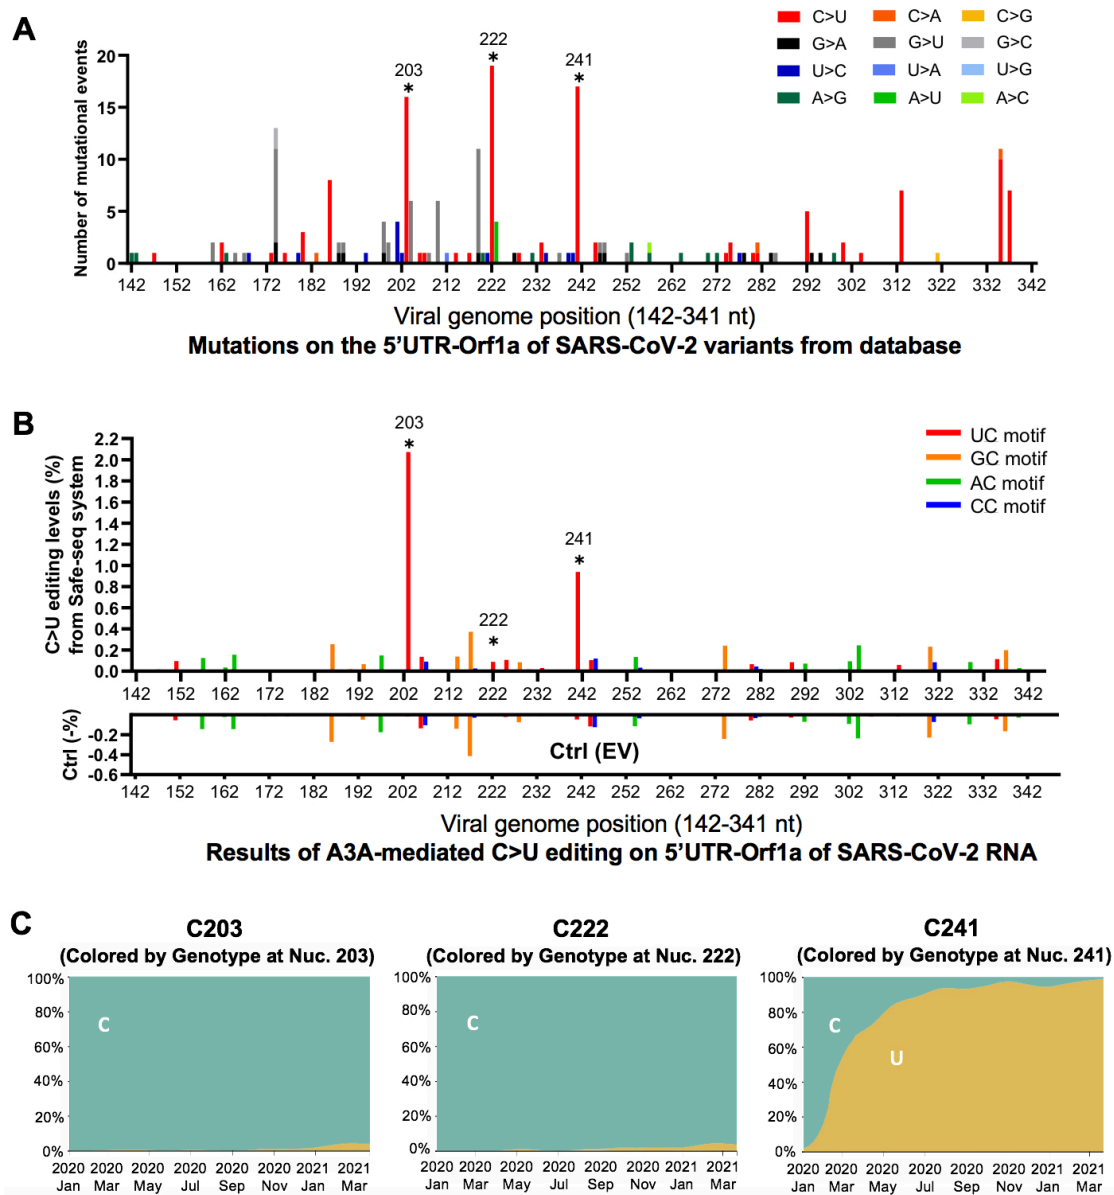 A
C>U C>A C>G
G>A G>U G>C
U>C U>A U>G
A>G A>U A>C
Number of mutational events
20
15
10
5
0
203
*
222
*
241
*
142 152 162 172 182 192 202 212 222 232 242 252 262 272 282 292 302 312 322 332 342
Viral genome position (142-341 nt)
Mutations on the 5'UTR-Orf1a of SARS-CoV-2 variants from database
B
C>U editing levels (%)
from Safe-seq system
2.2
2.0
1.8
1.6
1.4
1.2
1.0
0.8
0.6
0.4
0.2
0.0
203
*
222
*
241
*
UC motif
GC motif
AC motif
CC motif
142 152 162 172 182 192 202 212 222 232 242 252 262 272 282 292 302 312 322 332 342
Ctrl (-%)
-0.2
-0.4
-0.6
Ctrl (EV)
142 152 162 172 182 192 202 212 222 232 242 252 262 272 282 292 302 312 322 332 342
Viral genome position (142-341 nt)
Results of A3A-mediated C>U editing on 5'UTR-Orf1a of SARS-CoV-2 RNA
C
C203
(Colored by Genotype at Nuc. 203)
100%
80%
60%
40%
20%
0%
C
2020 2020 2020 2020 2020 2020 2021 2021
Jan Mar May Jul Sep Nov Jan Mar
C222
(Colored by Genotype at Nuc. 222)
100%
80%
60%
40%
20%
0%
C
2020 2020 2020 2020 2020 2020 2021 2021
Jan Mar May Jul Sep Nov Jan Mar
C241
(Colored by Genotype at Nuc. 241)
100%
80%
60%
40%
20%
0%
C
U
2020 2020 2020 2020 2020 2020 2021 2021
Jan Mar May Jul Sep Nov Jan Mar